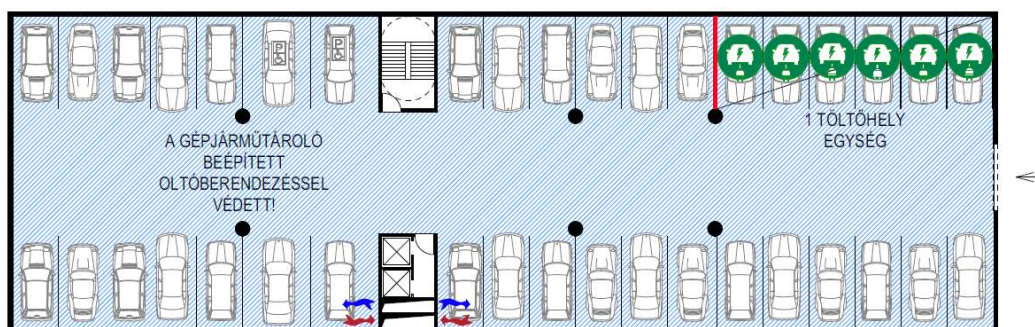 A GÉPJÁRMŰTÁROLÓ
BEÉPÍTETT
OLTÓBERENDEZÉSSEL
VÉDETT!
1 TÖLTŐHELY
EGYSÉG